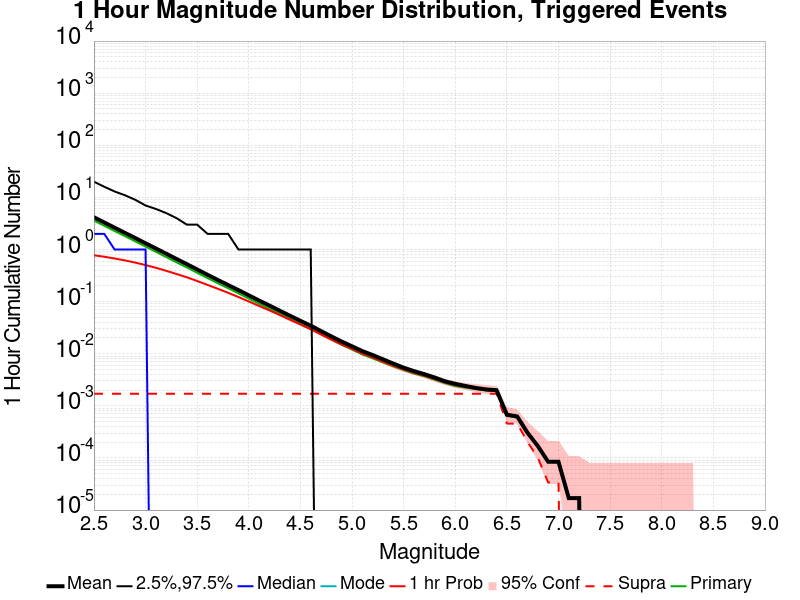 1 Hour Magnitude Number Distribution, Triggered Events
1 Hour Cumulative Number
10^4
10^3
10^2
10^1
10^0
10^-1
10^-2
10^-3
10^-4
10^-5
2.5 3.0 3.5 4.0 4.5 5.0 5.5 6.0 6.5 7.0 7.5 8.0 8.5 9.0
Magnitude
Mean 2.5%,97.5% Median Mode 1 hr Prob 95% Conf Supra Primary